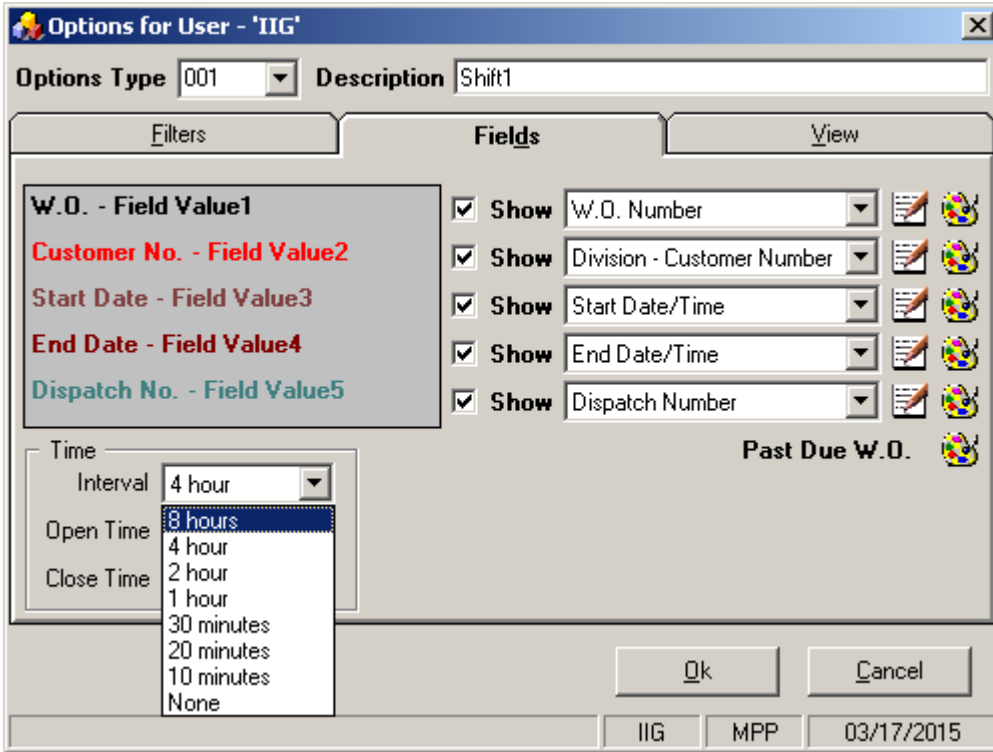 Options for User - 'IIG'
Options Type 001 Description Shift1
Filters Fields View
W.O. - Field Value1
Customer No. - Field Value2
Start Date - Field Value3
End Date - Field Value4
Dispatch No. - Field Value5
Show W.O. Number
Show Division - Customer Number
Show Start Date/Time
Show End Date/Time
Show Dispatch Number
Past Due W.O.
Time
Interval 4 hour
Open Time
Close Time
8 hours
4 hour
2 hour
1 hour
30 minutes
20 minutes
10 minutes
None
Ok Cancel
IIG MPP 03/17/2015